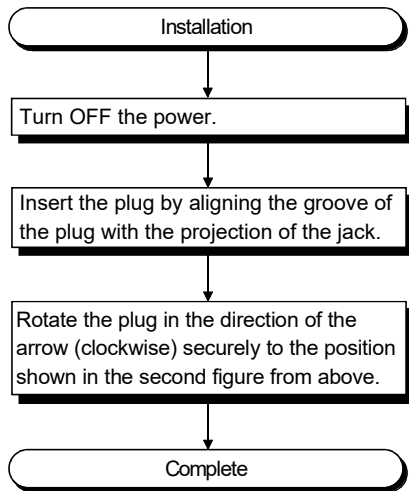 Installation
Turn OFF the power.
Insert the plug by aligning the groove of
the plug with the projection of the jack.
Rotate the plug in the direction of the
arrow (clockwise) securely to the position
shown in the second figure from above.
Complete